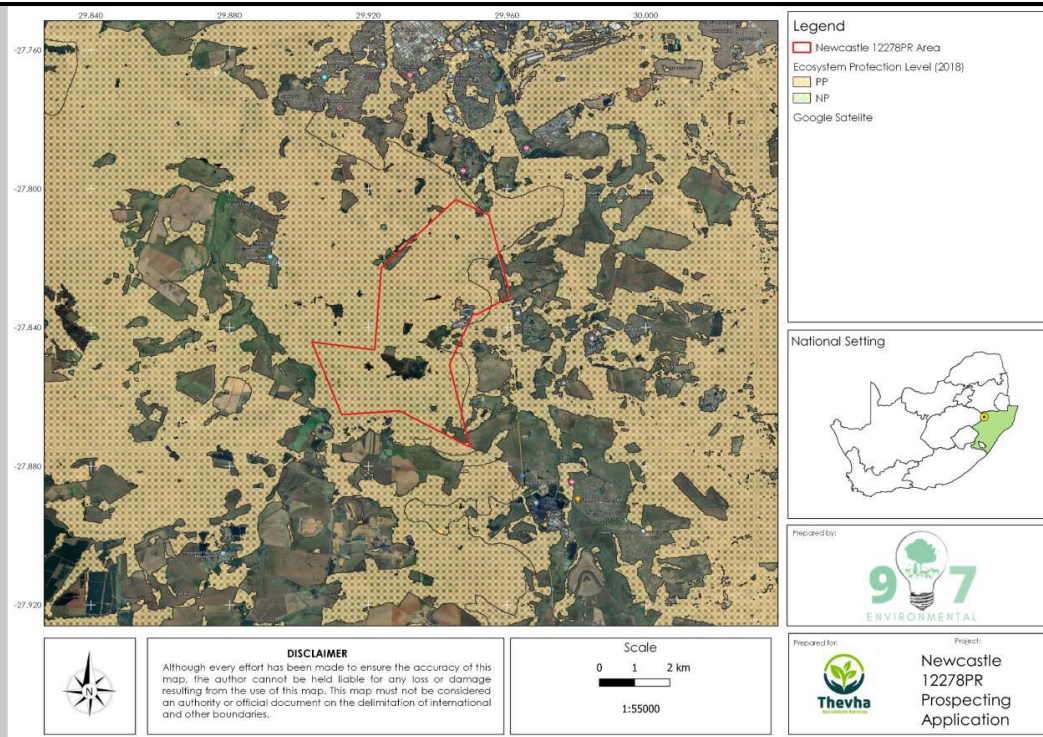 29,840 29,880 29,920 29,960 30,000
-27.760
-27.800
-27.840
-27.880
-27.920
Legend
Newcastle 12278PR Area
Ecosystem Protection Level (2018)
PP
NP
Google Satelite
National Setting
Prepared by:
9 7
ENVIRONMENTAL
N
DISCLAIMER
Although every effort has been made to ensure the accuracy of this
map, the author cannot be held liable for any loss or damage
resulting from the use of this map. This map must not be considered
an authority or official document on the delimitation of international
and other boundaries.
Scale
0 1 2 km
1:55000
Prepared for:
Thevha
Project:
Newcastle
12278PR
Prospecting
Application